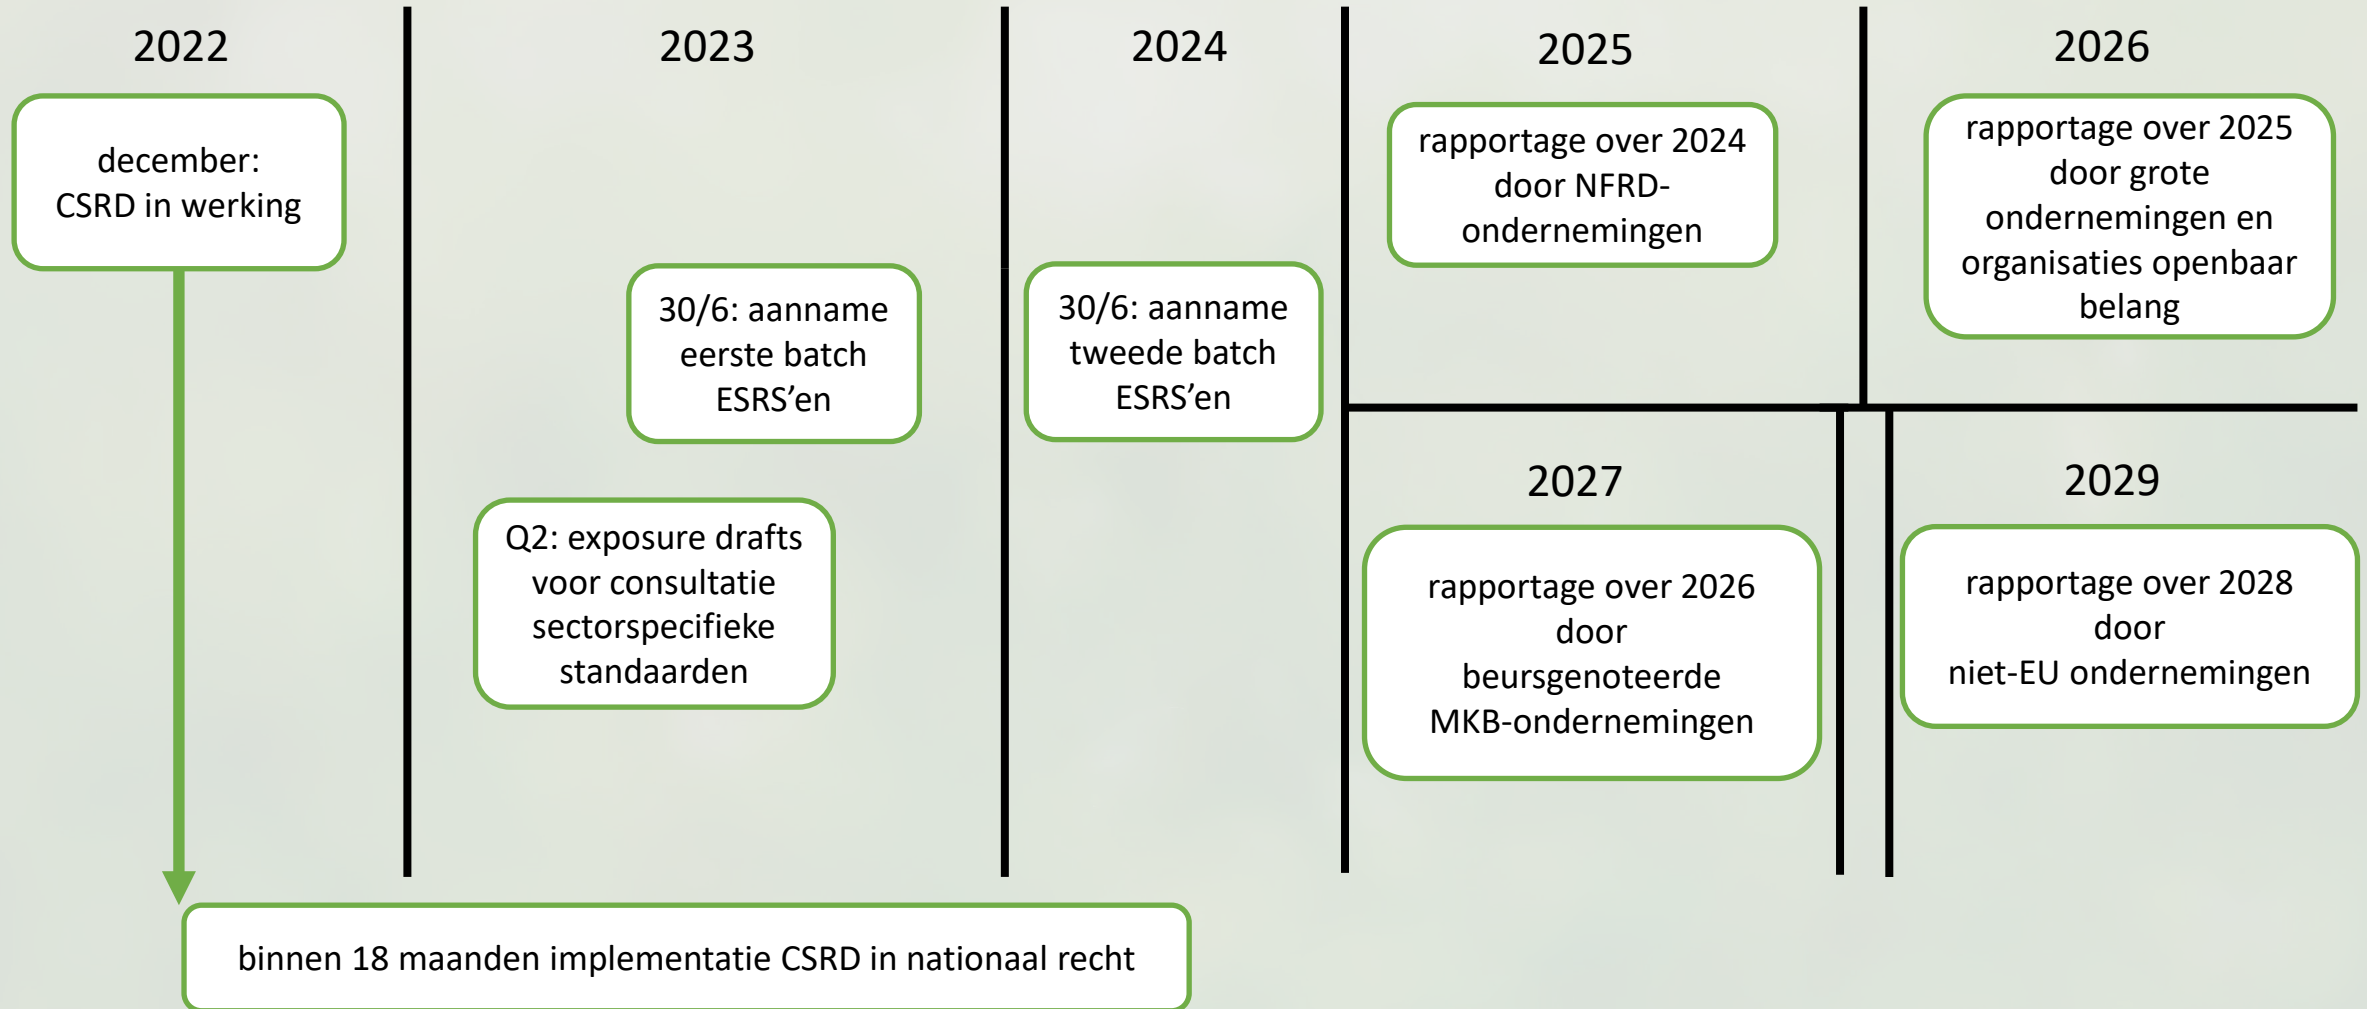 2022
december:
CSRD in werking
2023
30/6: aanname
eerste batch
ESRS’en
Q2: exposure drafts
voor consultatie
sectorspecifieke
standaarden
2024
30/6: aanname
tweede batch
ESRS’en
2025
rapportage over 2024
door NFRD-
ondernemingen
2026
rapportage over 2025
door grote
ondernemingen en
organisaties openbaar
belang
2027
rapportage over 2026
door
beursgenoteerde
MKB-ondernemingen
2029
rapportage over 2028
door
niet-EU ondernemingen
binnen 18 maanden implementatie CSRD in nationaal recht